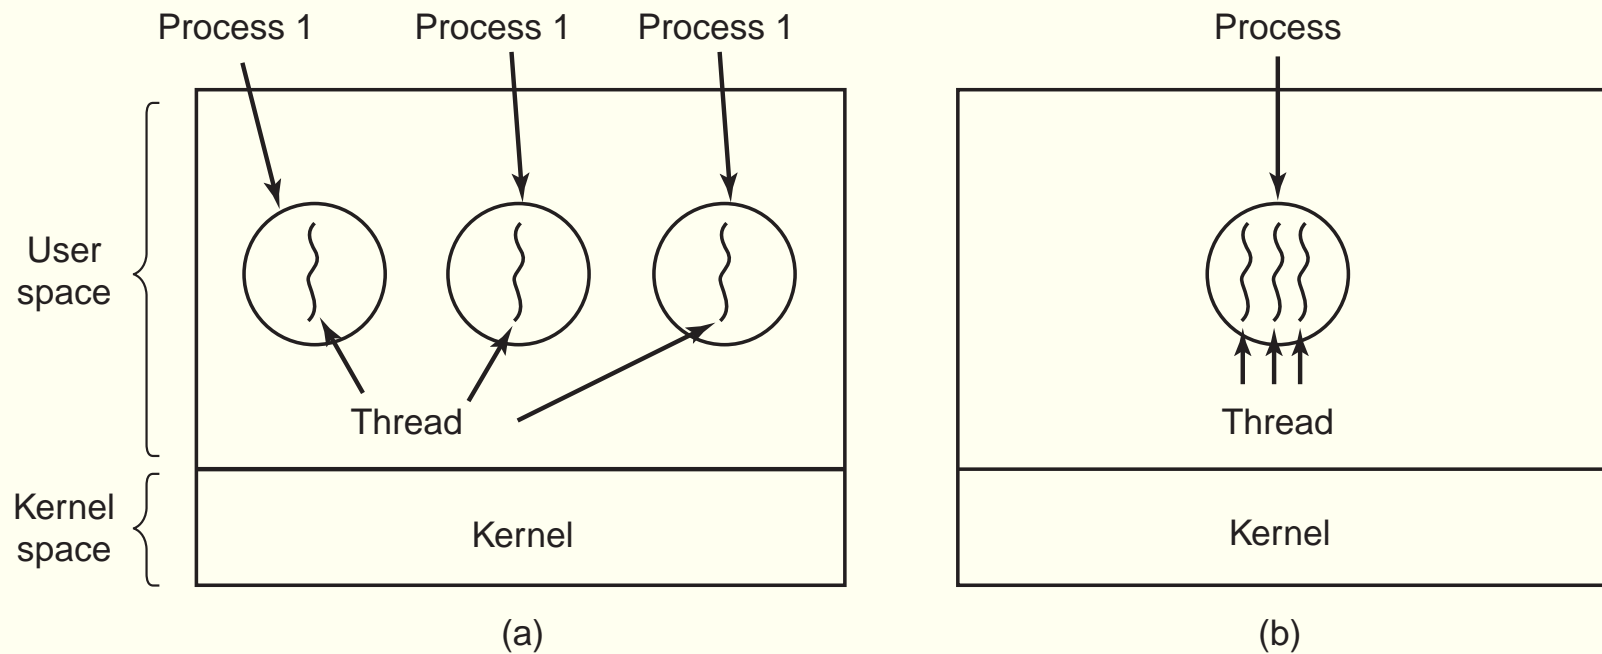 Process 1
Process 1
Process 1
Process
User
space
Thread
Thread
Kernel
space
Kernel
Kernel
(a)
(b)